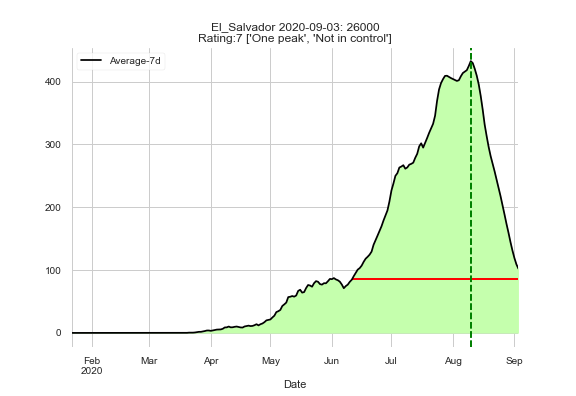 El_Salvador 2020-09-03: 26000
Rating:7 ['One peak', 'Not in control']
Average-7d
400
300
200
100
0
Feb
2020
Mar
Apr
May
Jun
Jul
Aug
Sep
Date